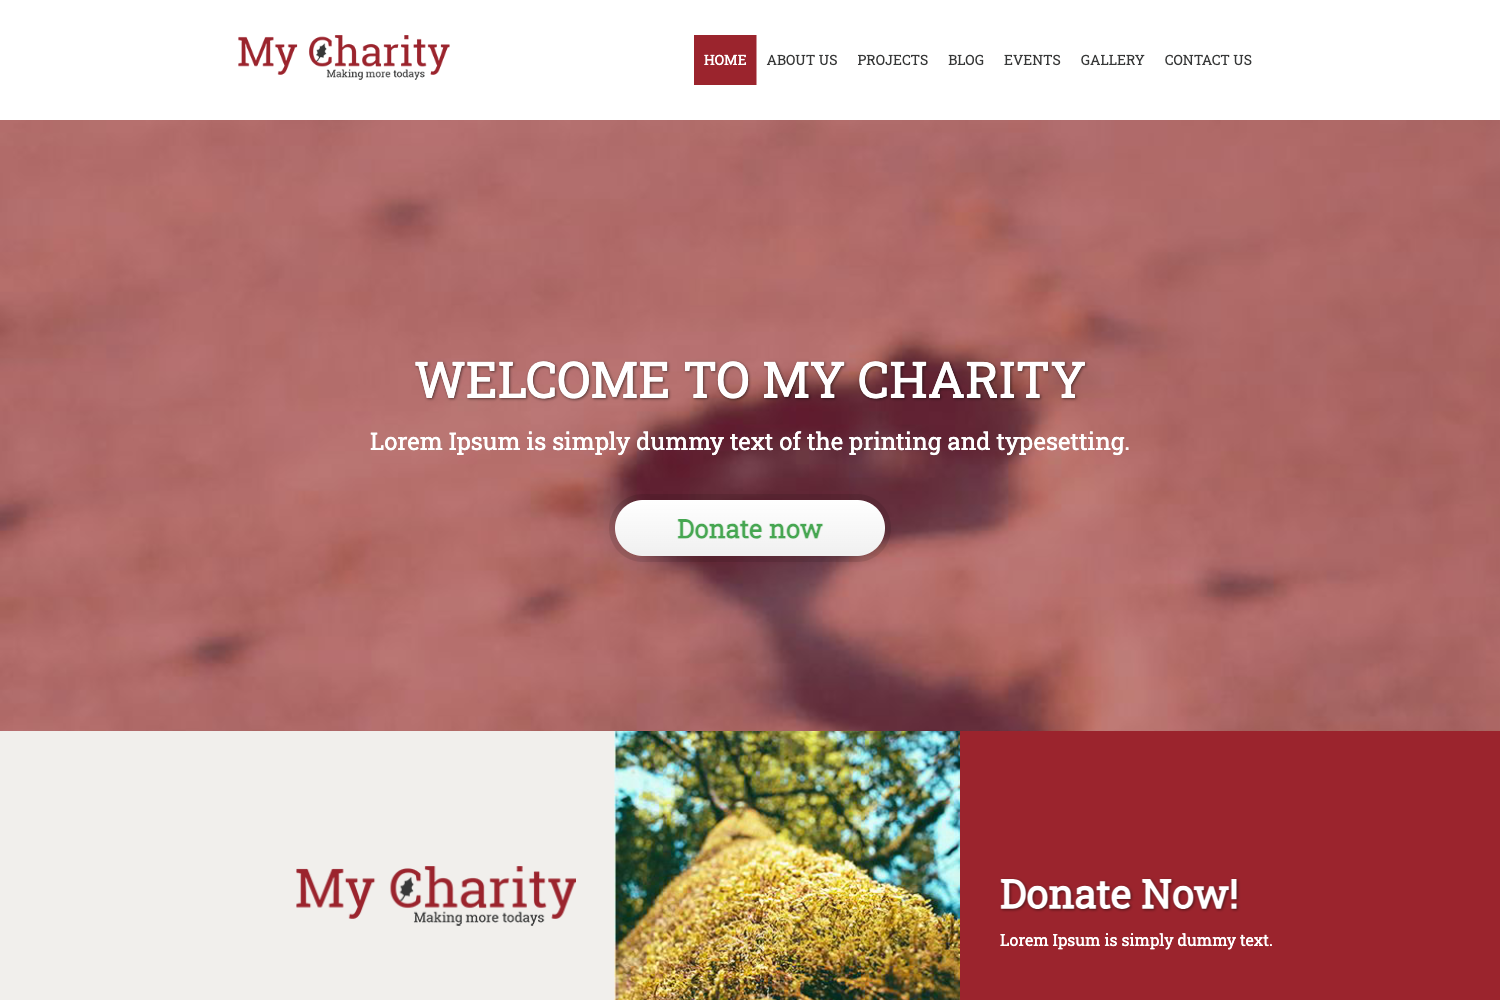 My Charity
Making more todays
HOME ABOUT US PROJECTS BLOG EVENTS GALLERY CONTACT US
WELCOME TO MY CHARITY
Lorem Ipsum is simply dummy text of the printing and typesetting.
Donate now
My Charity
Making more todays
Donate Now!
Lorem Ipsum is simply dummy text.